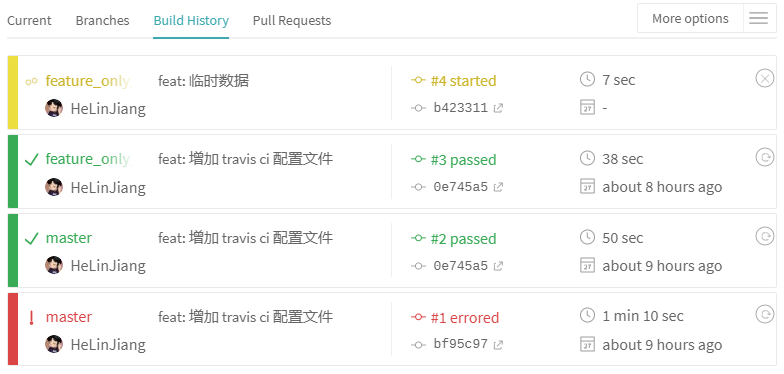 Current Branches Build History Pull Requests More options
feature_only feat: 临时数据 #4 started 7 sec
HeLinJiang b423311 -
feature_only feat: 增加 travis ci 配置文件 #3 passed 38 sec
HeLinJiang 0e745a5 about 8 hours ago
master feat: 增加 travis ci 配置文件 #2 passed 50 sec
HeLinJiang 0e745a5 about 9 hours ago
master feat: 增加 travis ci 配置文件 #1 errored 1 min 10 sec
HeLinJiang bf95c97 about 9 hours ago